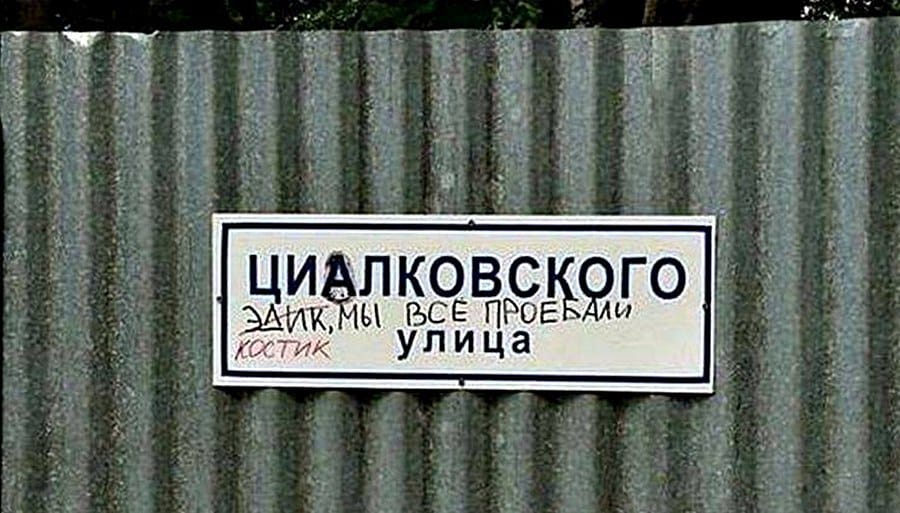 ЦИАЛКОВСКОГО
ЭДИК, МЫ ВСЁ ПРОЕБАЛИ
улица
КОСТИК